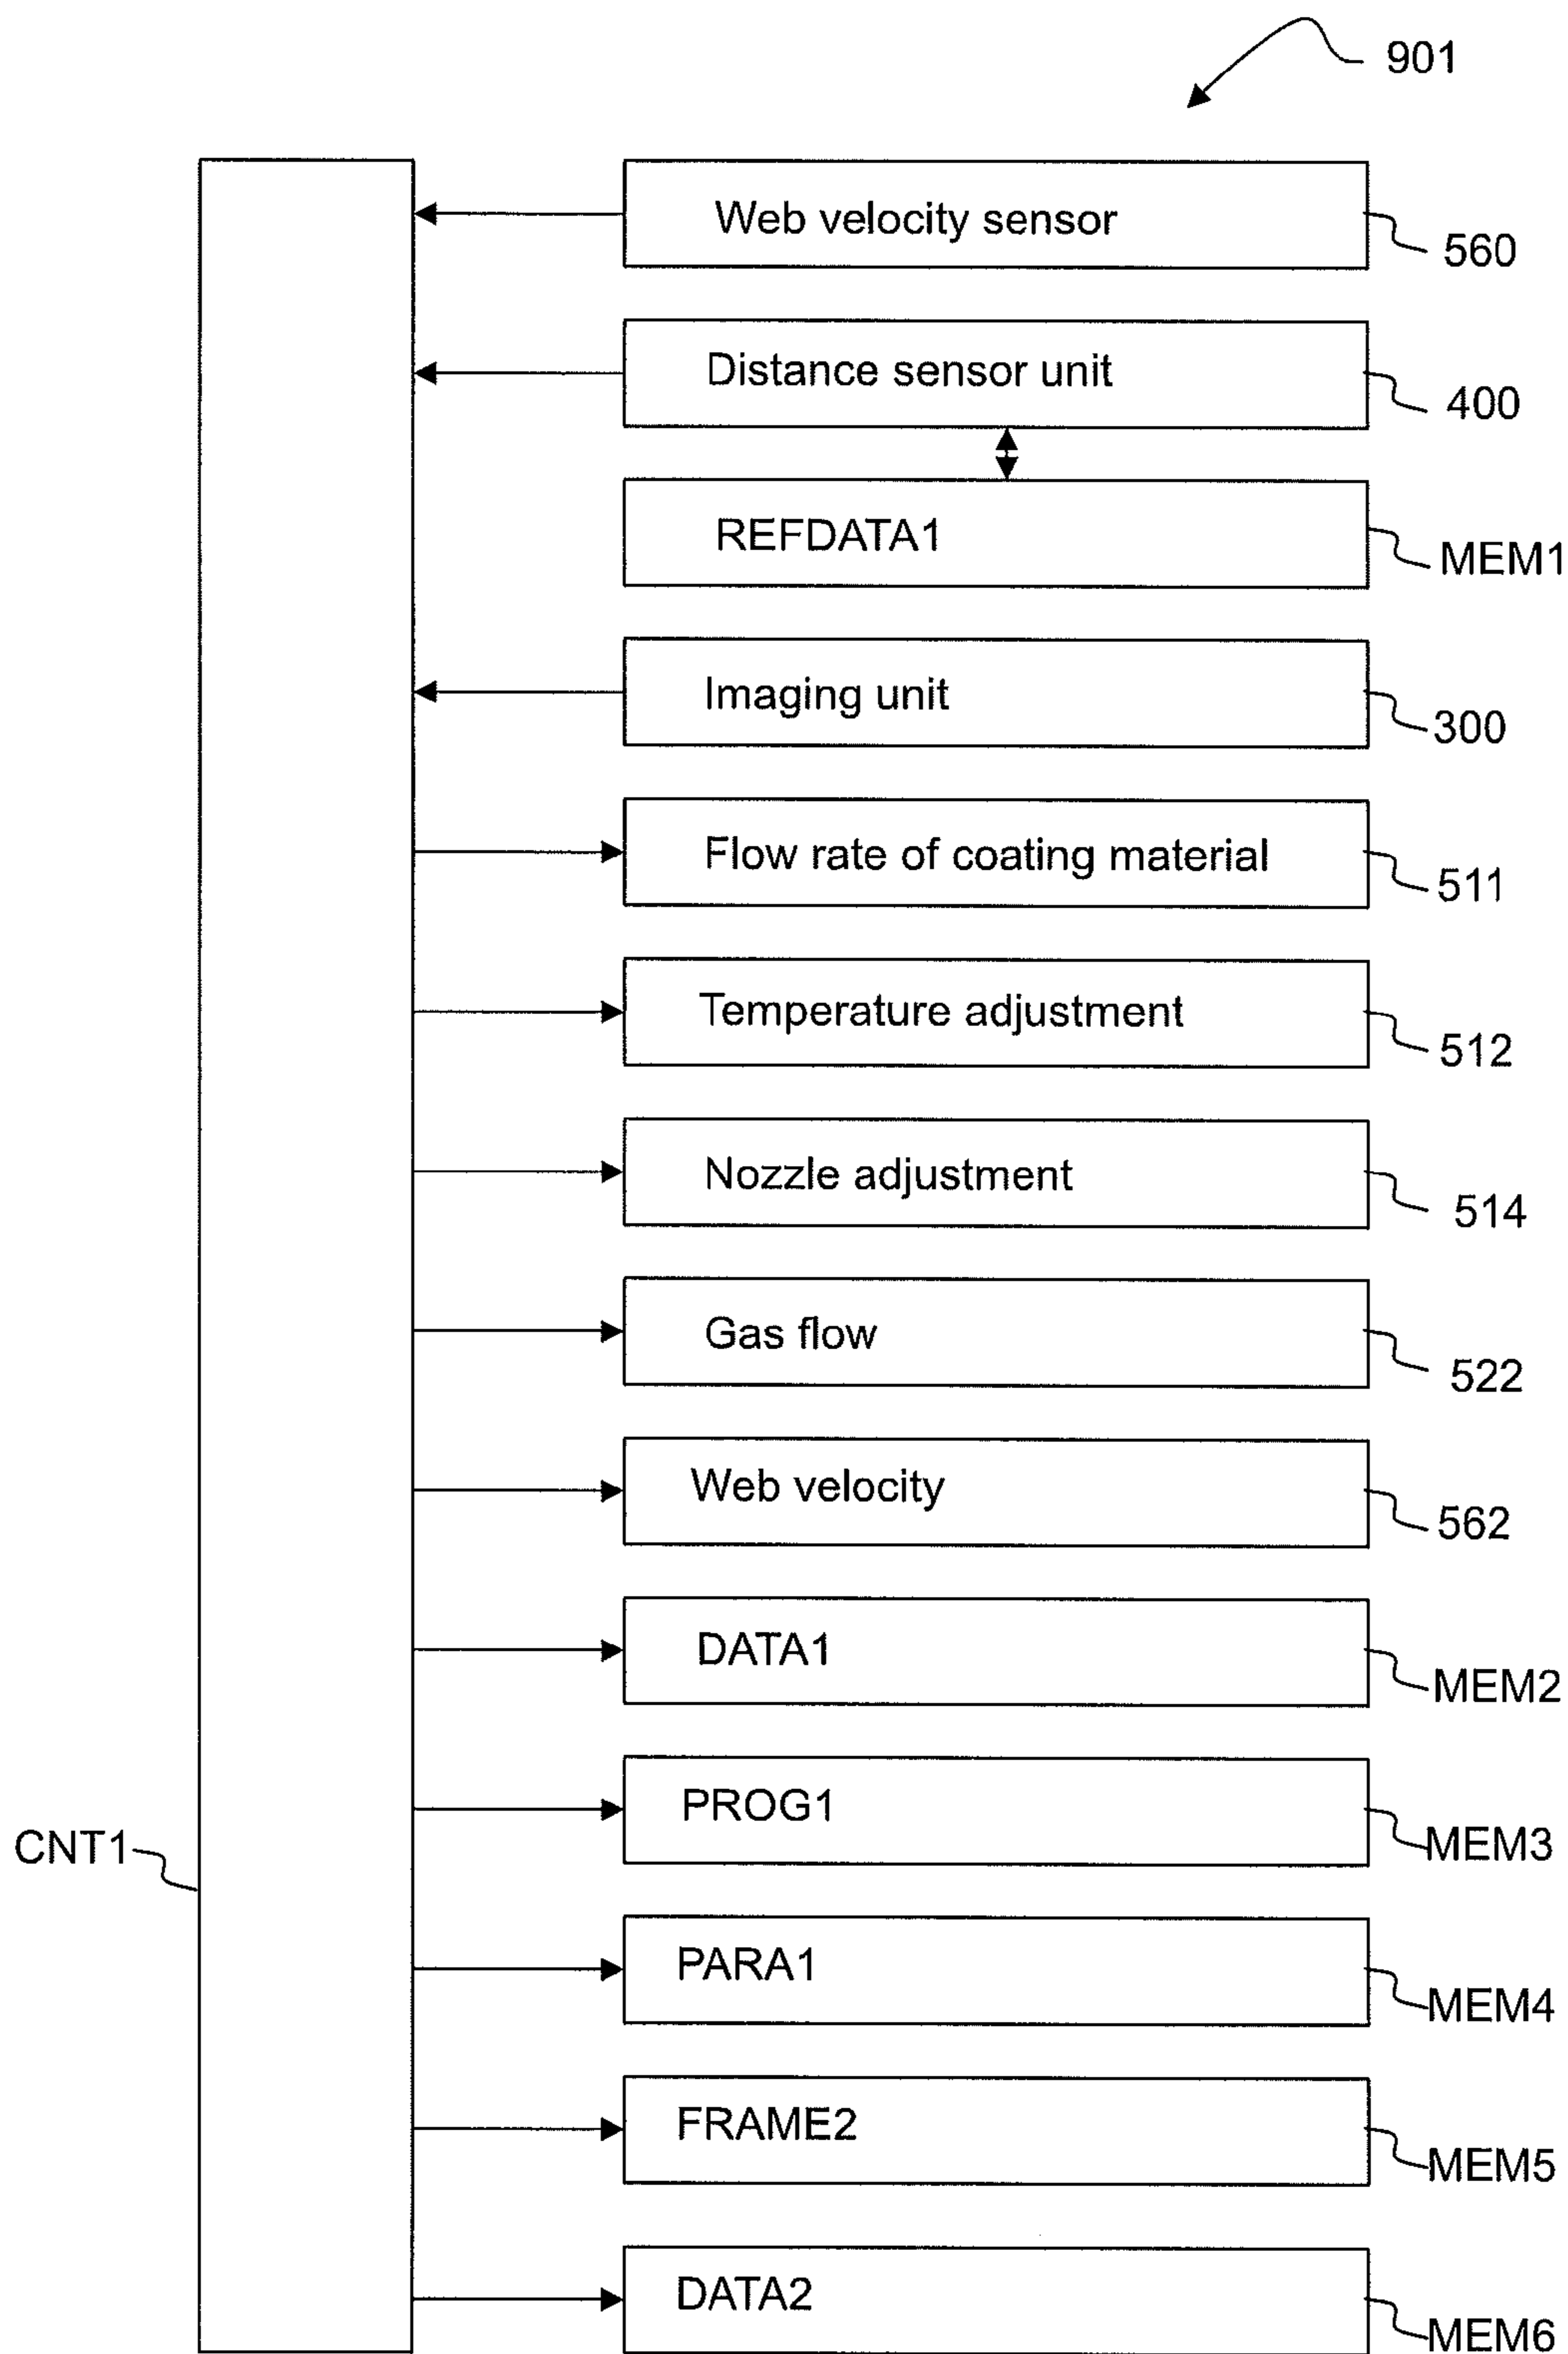 901
Web velocity sensor
560
Distance sensor unit
400
REFDATA1
MEM1
Imaging unit
300
Flow rate of coating material
511
Temperature adjustment
512
Nozzle adjustment
514
Gas flow
522
Web velocity
562
DATA1
MEM2
PROG1
MEM3
CNT1
PARA1
MEM4
FRAME2
MEM5
DATA2
MEM6